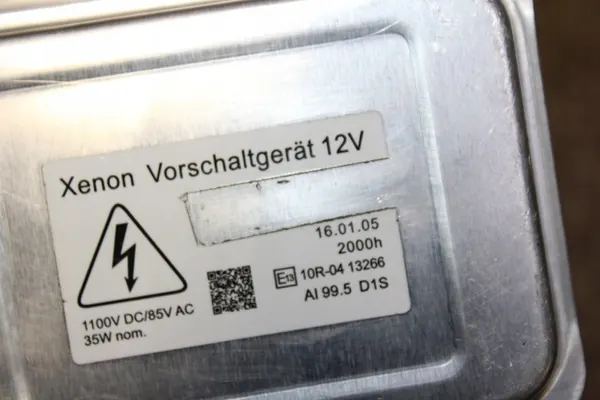 Xenon Vorschaltgerät 12V
16.01.05
2000h
E13 10R-04 13266
AI 99.5 D1S
1100V DC/85V AC
35W nom.